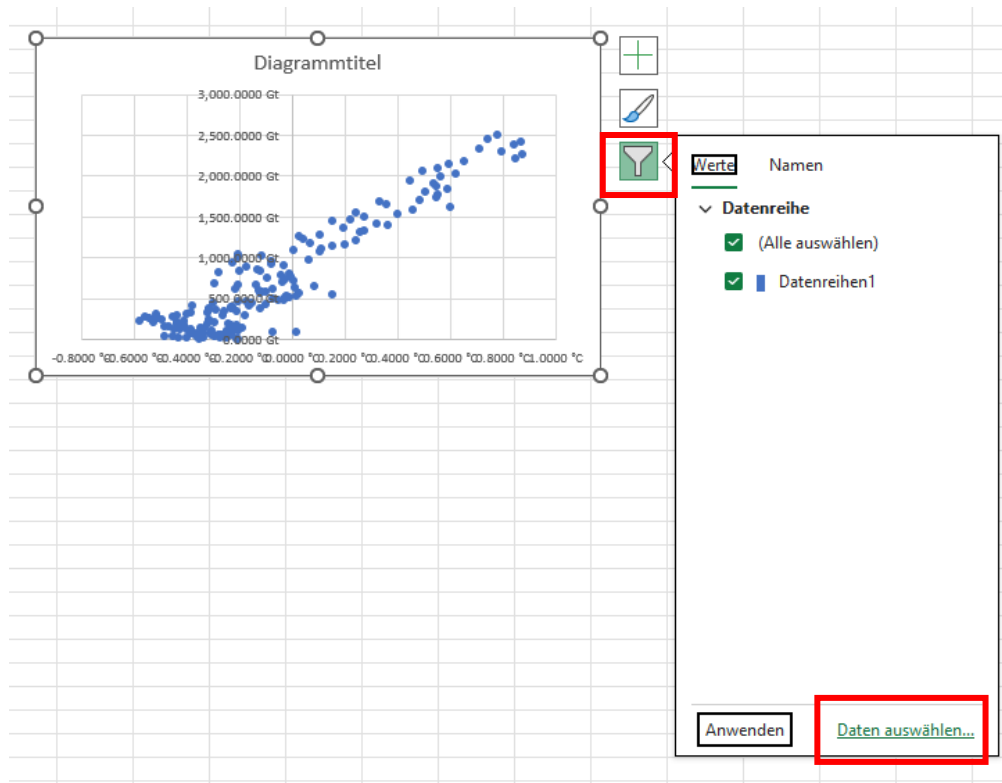 Diagrammtitel
3,000.0000 Gt
2,500.0000 Gt
2,000.0000 Gt
1,500.0000 Gt
1,000.0000 Gt
500.0000 Gt
0.0000 Gt
-0.8000 °C -0.6000 °C -0.4000 °C -0.2000 °C 0.0000 °C 0.2000 °C 0.4000 °C 0.6000 °C 0.8000 °C 1.0000 °C
Werte Namen
Datenreihe
(Alle auswählen)
Datenreihen1
Anwenden Daten auswählen...